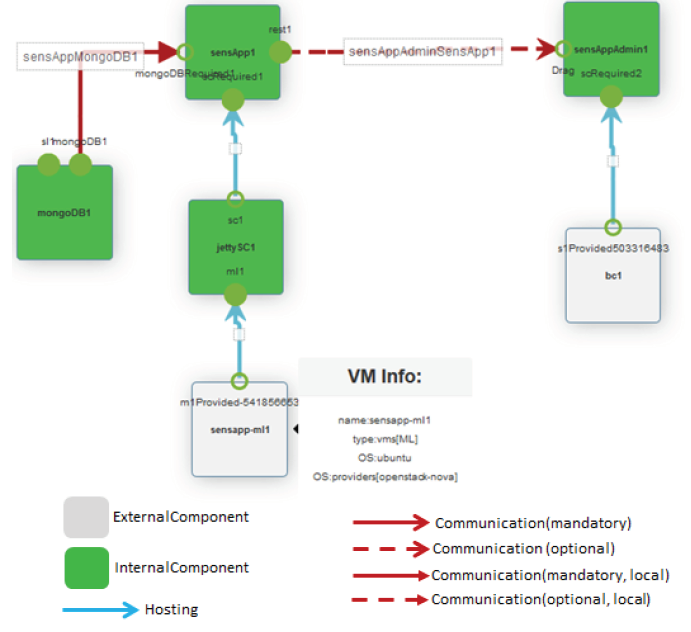 rest1
sensAppMongoDB1
sensApp1
sensAppAdminSensApp1
sensAppAdmin1
mongoDBRequired1
scRequired1
Drag
scRequired2
mongoDB1
mongoDB1
sc1
jettySC1
ml1
s1Provided503316483
bc1
m1Provided-541856653
sensapp-ml1
VM Info:
name:sensapp-ml1
type:vms[ML]
OS:ubuntu
OS:providers[openstack-nova]
ExternalComponent
InternalComponent
Hosting
Communication(mandatory)
Communication (optional)
Communication(mandatory, local)
Communication(optional, local)